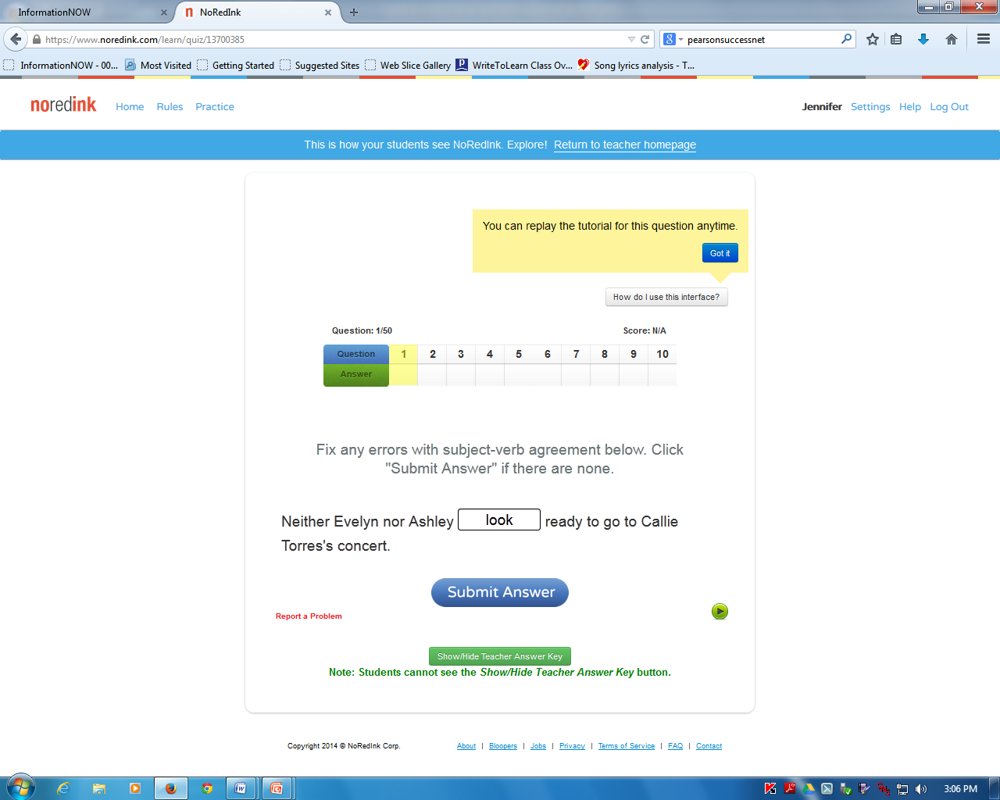 InformationNOW
NoRedInk
https://www.noredink.com/learn/quiz/13700385
pearsonsuccessnet
InformationNOW - 00...
Most Visited
Getting Started
Suggested Sites
Web Slice Gallery
WriteToLearn Class Ov...
Song lyrics analysis - T...
noredink
Home
Rules
Practice
Jennifer
Settings
Help
Log Out
This is how your students see NoRedInk. Explore! Return to teacher homepage
You can replay the tutorial for this question anytime.
Got it
How do I use this interface?
Question: 1/50
Score: N/A
Question 1 2 3 4 5 6 7 8 9 10
Answer
Fix any errors with subject-verb agreement below. Click
"Submit Answer" if there are none.
Neither Evelyn nor Ashley look ready to go to Callie
Torres's concert.
Submit Answer
Report a Problem
Show/Hide Teacher Answer Key
Note: Students cannot see the Show/Hide Teacher Answer Key button.
Copyright 2014 © NoRedInk Corp.
About | Bloopers | Jobs | Privacy | Terms of Service | FAQ | Contact
3:06 PM